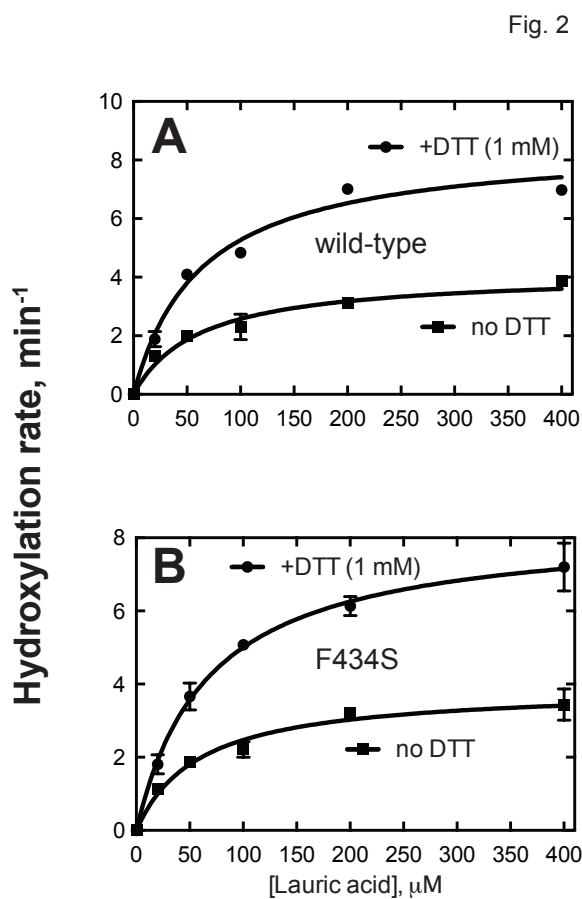 Fig. 2
Hydroxylation rate, min⁻¹
A
10
8
6
4
2
0
+DTT (1 mM)
wild-type
no DTT
0 50 100 150 200 250 300 350 400
B
8
6
4
2
0
+DTT (1 mM)
F434S
no DTT
0 50 100 150 200 250 300 350 400
[Lauric acid], μM